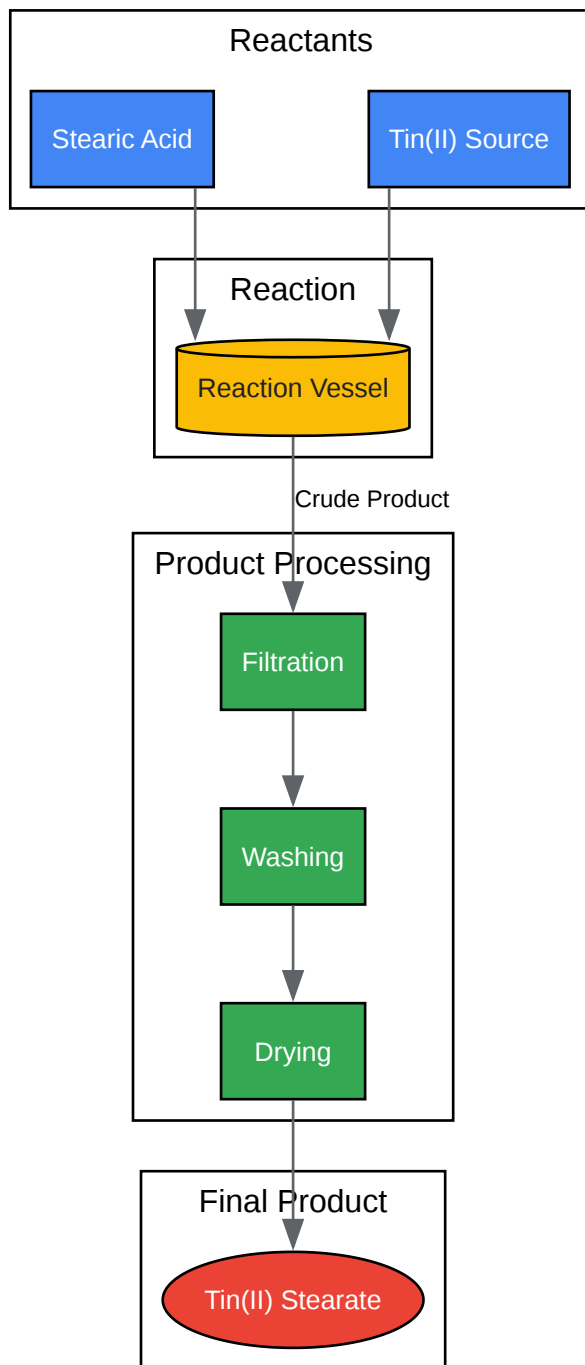 Reactants
Stearic Acid
Tin(II) Source
Reaction
Reaction Vessel
Crude Product
Product Processing
Filtration
Washing
Drying
Final Product
Tin(II) Stearate